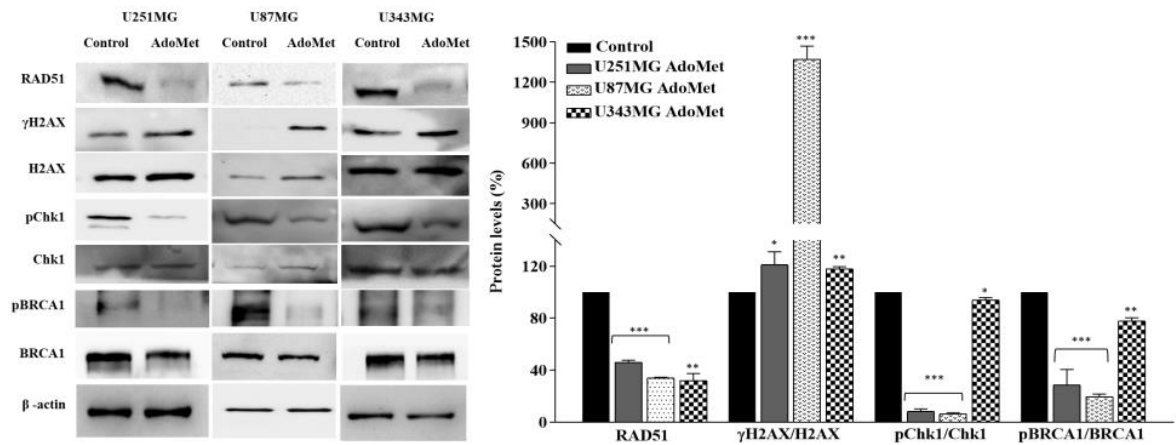 U251MG U87MG U343MG
Control AdoMet Control AdoMet Control AdoMet
RAD51
γH2AX
H2AX
pChk1
Chk1
pBRCA1
BRCA1
β -actin
Protein levels (%)
1500
1200
900
600
300
120
80
40
0
Control
U251MG AdoMet
U87MG AdoMet
U343MG AdoMet
*** ** * *** ** *** * *** **
RAD51 γH2AX/H2AX pChk1/Chk1 pBRCA1/BRCA1